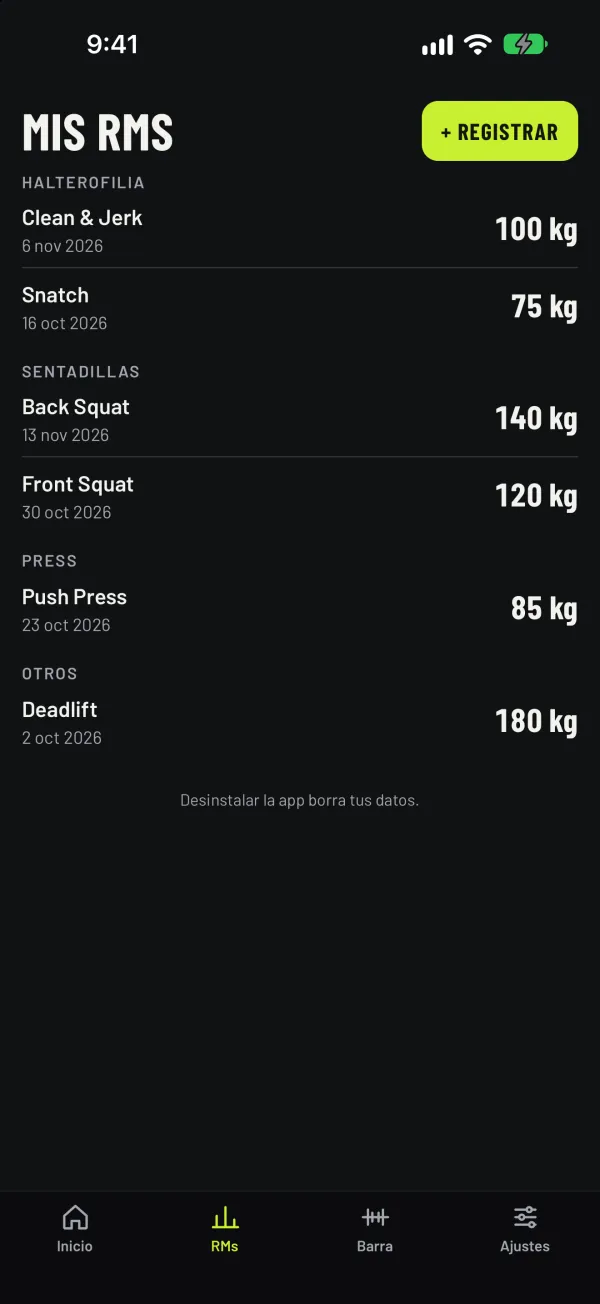 9:41
MIS RMS
+ REGISTRAR
HALTEROFILIA
Clean & Jerk
6 nov 2026
100 kg
Snatch
16 oct 2026
75 kg
SENTADILLAS
Back Squat
13 nov 2026
140 kg
Front Squat
30 oct 2026
120 kg
PRESS
Push Press
23 oct 2026
85 kg
OTROS
Deadlift
2 oct 2026
180 kg
Desinstalar la app borra tus datos.
Inicio
RMs
Barra
Ajustes